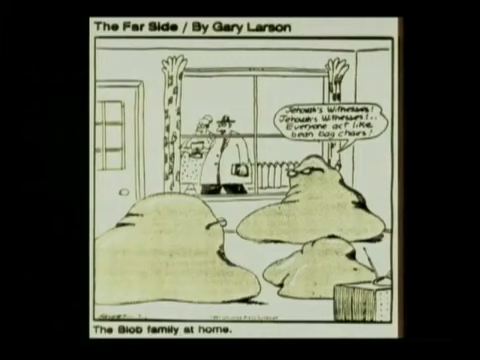 The Far Side / By Gary Larson
Jehovah's Witnesses!
Jehovah's Witnesses!..
Everyone act like
bean bag chairs!
The Blob family at home.